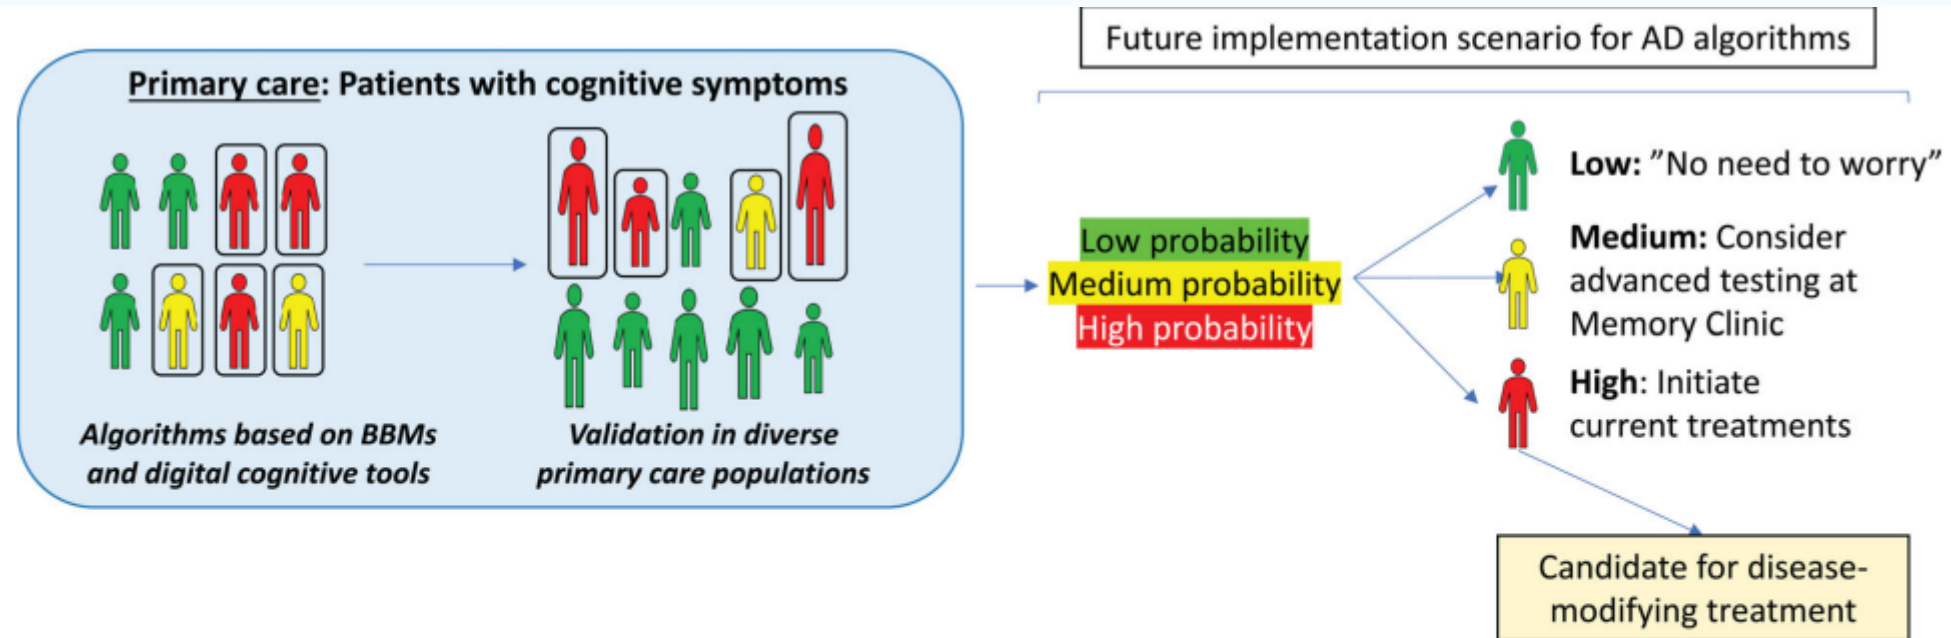 Future implementation scenario for AD algorithms
Primary care: Patients with cognitive symptoms
Algorithms based on BBMs
and digital cognitive tools
Validation in diverse
primary care populations
Low probability
Medium probability
High probability
Low: ”No need to worry”
Medium: Consider
advanced testing at
Memory Clinic
High: Initiate
current treatments
Candidate for disease-
modifying treatment